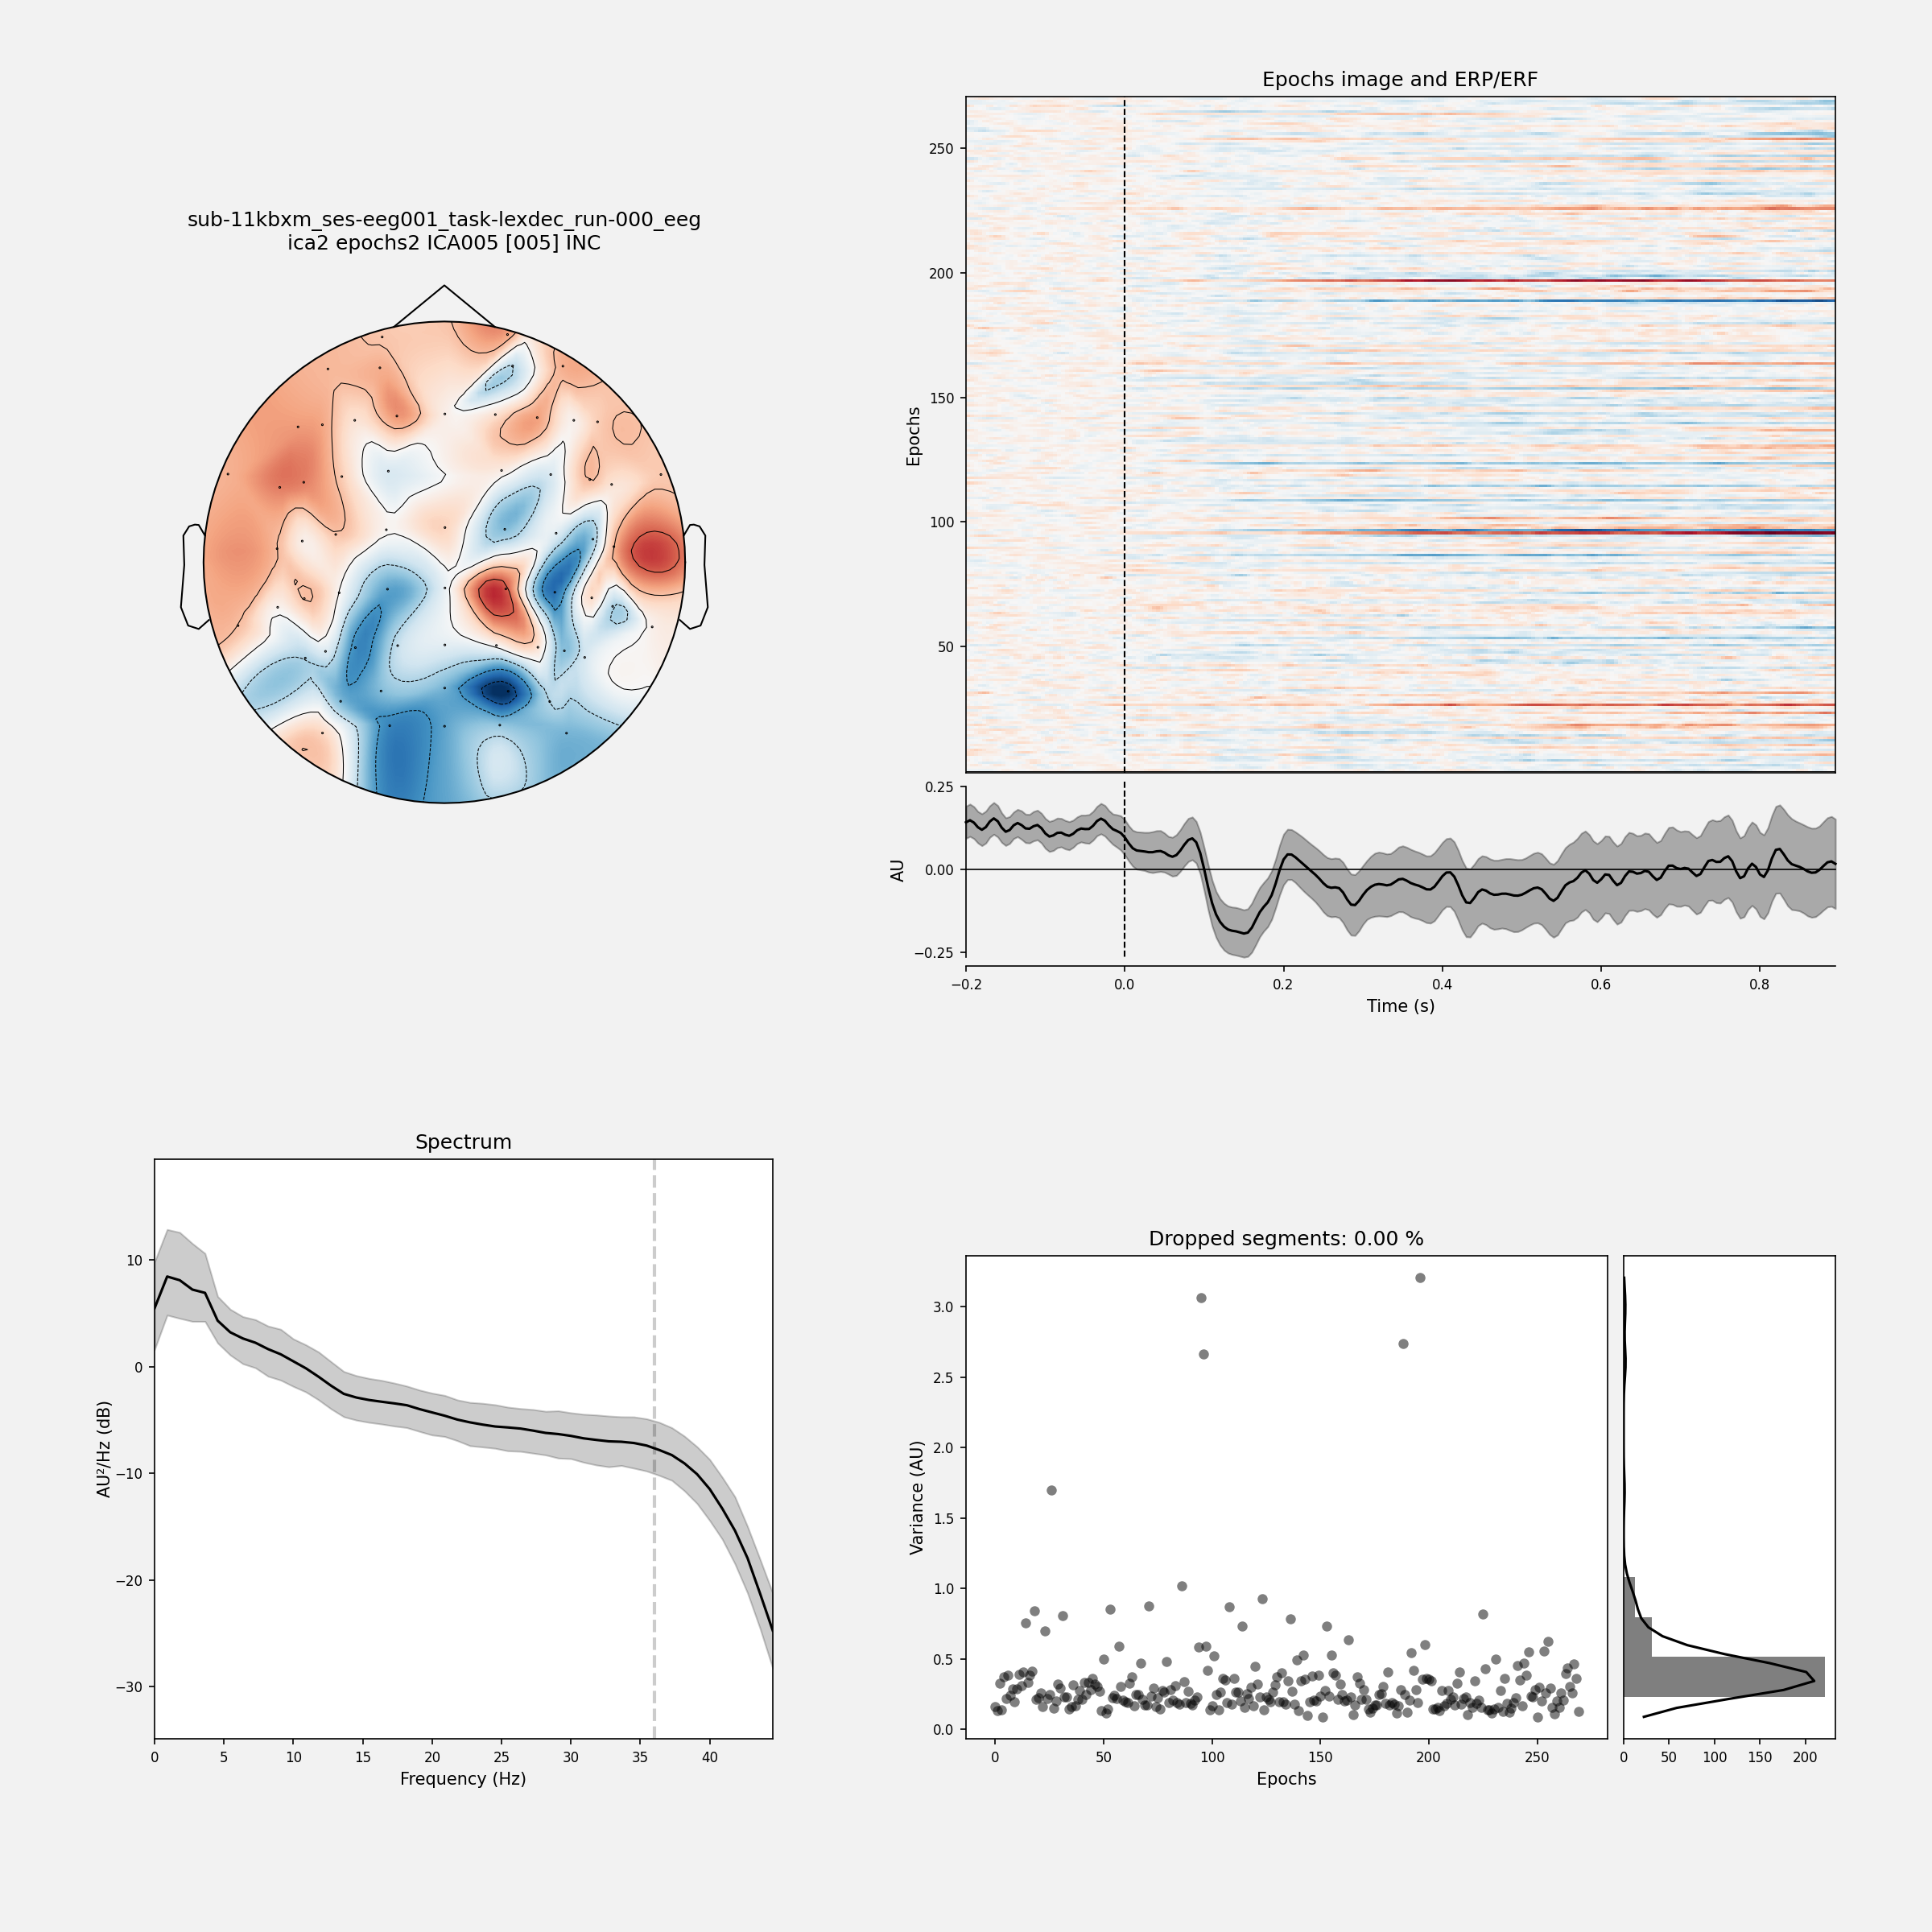 sub-11kbxm_ses-eeg001_task-lexdec_run-000_eeg
ica2 epochs2 ICA005 [005] INC
Epochs image and ERP/ERF
Epochs
250
200
150
100
50
AU
0.25
0.00
−0.25
−0.2 0.0 0.2 0.4 0.6 0.8
Time (s)
Spectrum
AU²/Hz (dB)
10
0
−10
−20
−30
0 5 10 15 20 25 30 35 40
Frequency (Hz)
Dropped segments: 0.00 %
Variance (AU)
3.0
2.5
2.0
1.5
1.0
0.5
0.0
0 50 100 150 200 250
Epochs
0 50 100 150 200